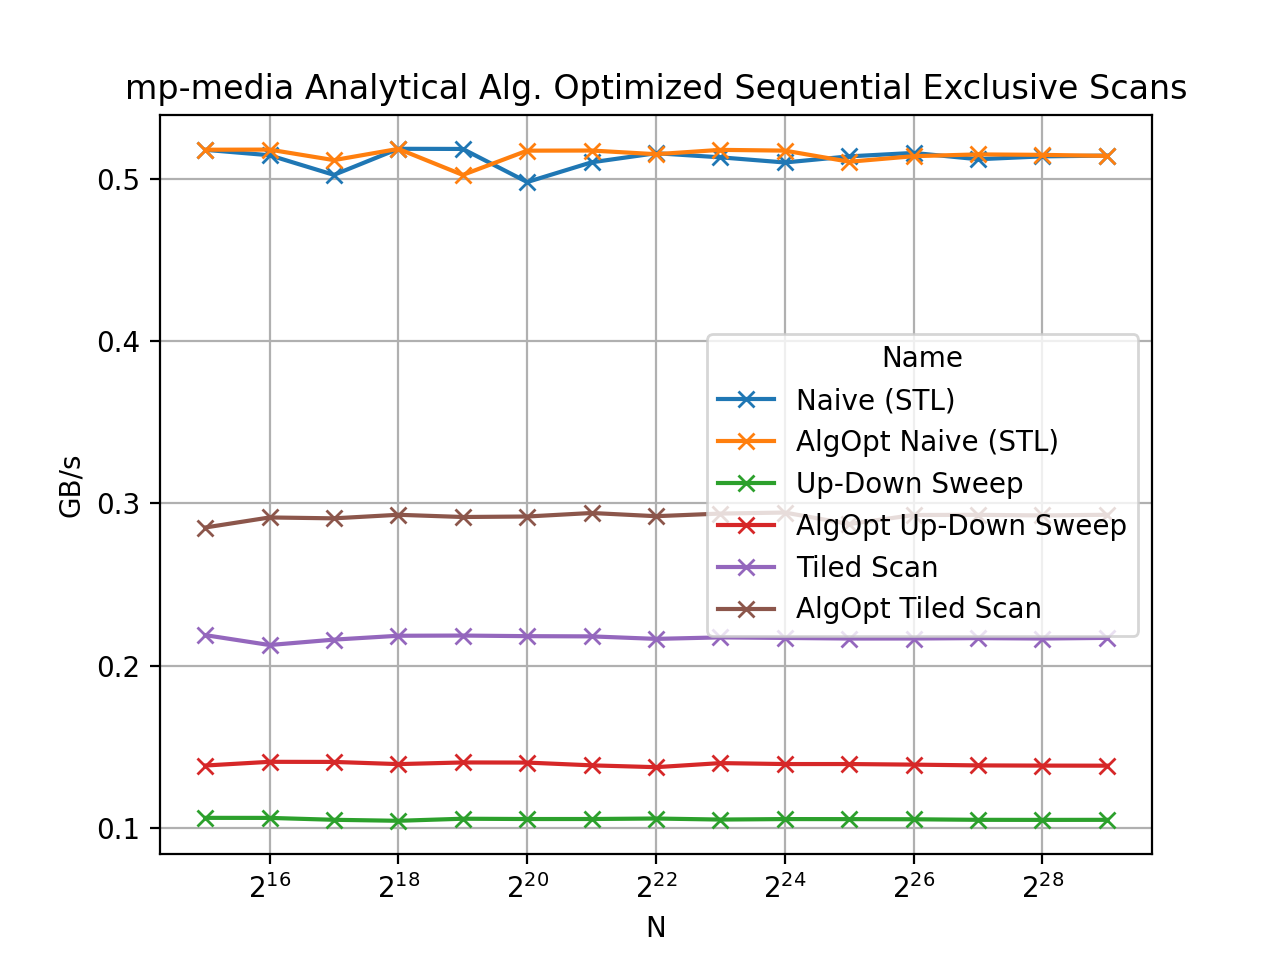 mp-media Analytical Alg. Optimized Sequential Exclusive Scans
GB/s
0.5
0.4
0.3
0.2
0.1
Name
Naive (STL)
AlgOpt Naive (STL)
Up-Down Sweep
AlgOpt Up-Down Sweep
Tiled Scan
AlgOpt Tiled Scan
2^16 2^18 2^20 2^22 2^24 2^26 2^28
N